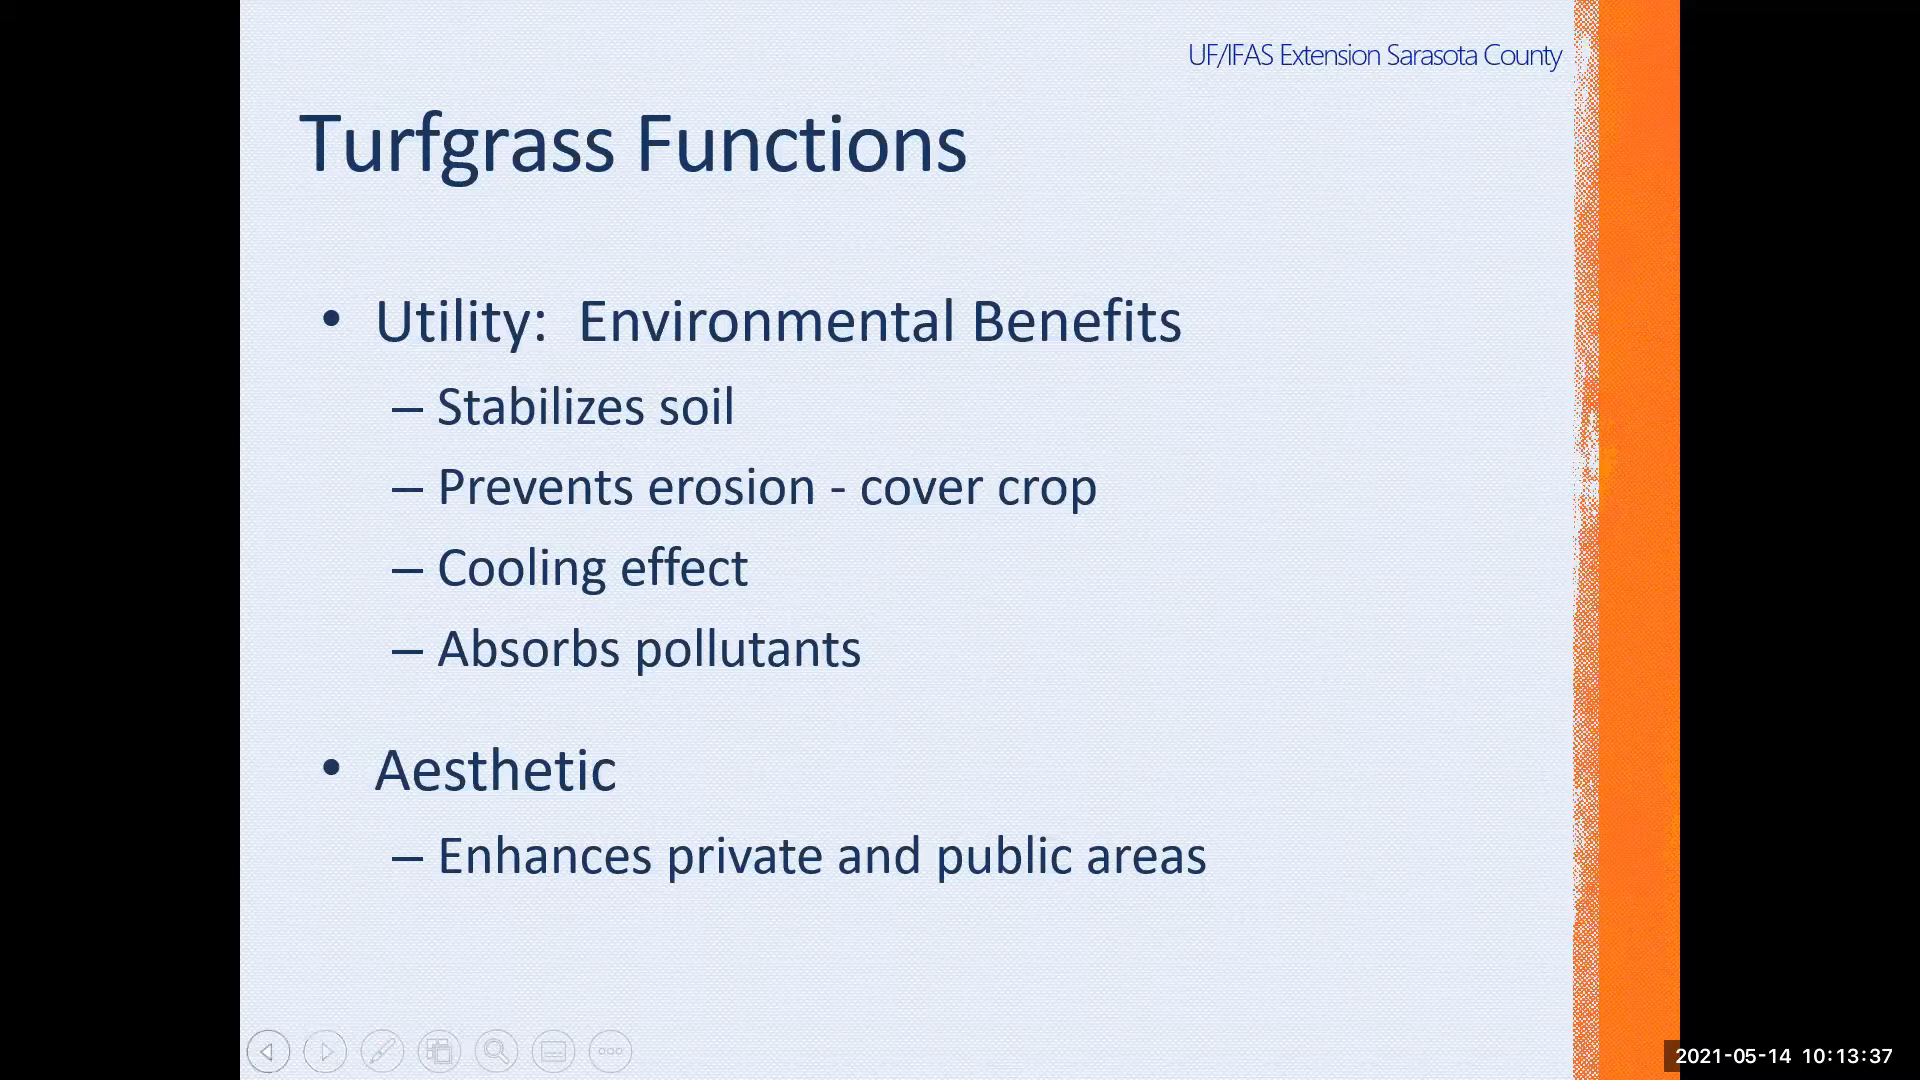 UF/IFAS Extension Sarasota County
Turfgrass Functions
• Utility:  Environmental Benefits
– Stabilizes soil
– Prevents erosion - cover crop
– Cooling effect
– Absorbs pollutants
• Aesthetic
– Enhances private and public areas
2021-05-14 10:13:37